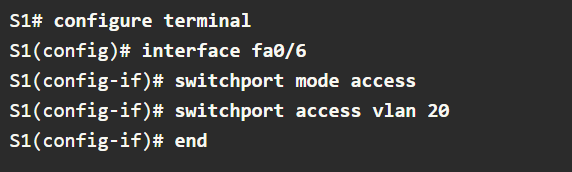 S1# configure terminal
S1(config)# interface fa0/6
S1(config-if)# switchport mode access
S1(config-if)# switchport access vlan 20
S1(config-if)# end